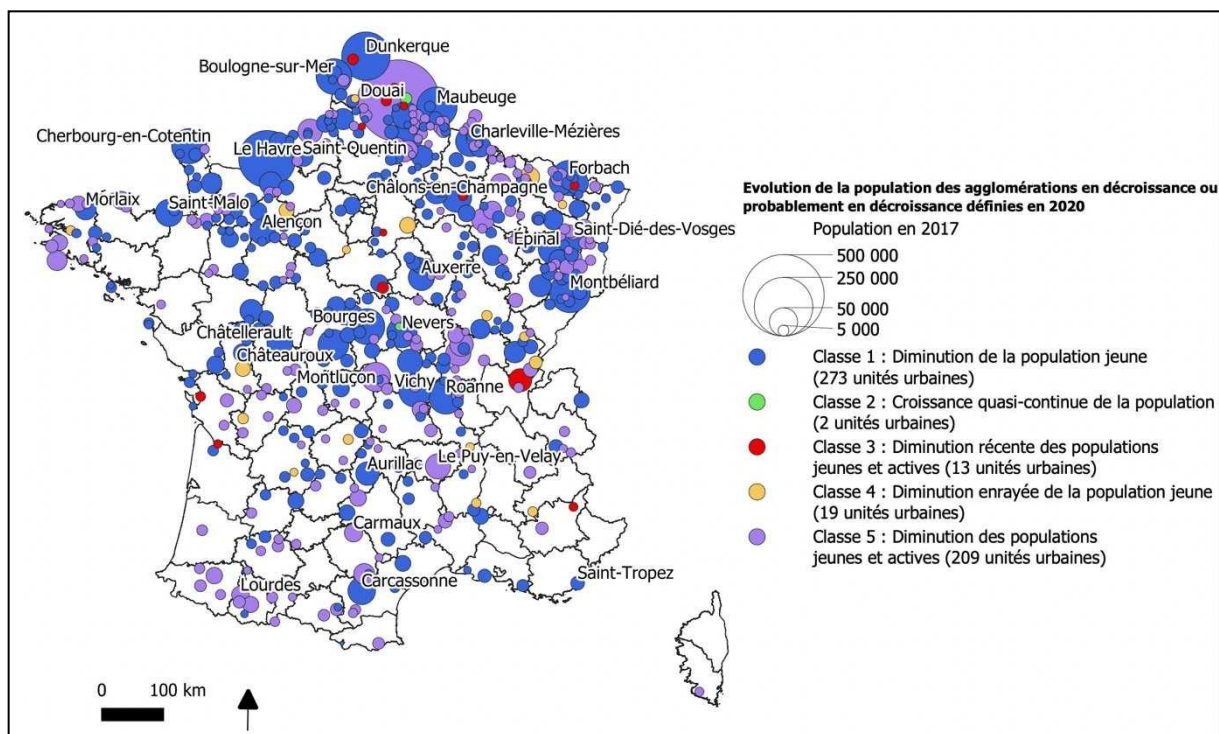 Dunkerque
Boulogne-sur-Mer
Douai
Maubeuge
Cherbourg-en-Cotentin
Charleville-Mézières
Le Havre
Saint-Quentin
Forbach
Châlons-en-Champagne
Morlaix
Saint-Malo
Alençon
Saint-Dié-des-Vosges
Épinal
Auxerre
Montbéliard
Bourges
Nevers
Châtellerault
Châteauroux
Montluçon
Vichy
Roanne
Le Puy-en-Velay
Aurillac
Carmaux
Saint-Tropez
Carcassonne
Lourdes
0 100 km
Evolution de la population des agglomérations en décroissance ou
probablement en décroissance définies en 2020
Population en 2017
500 000
250 000
50 000
5 000
Classe 1 : Diminution de la population jeune
(273 unités urbaines)
Classe 2 : Croissance quasi-continue de la population
(2 unités urbaines)
Classe 3 : Diminution récente des populations
jeunes et actives (13 unités urbaines)
Classe 4 : Diminution enrayée de la population jeune
(19 unités urbaines)
Classe 5 : Diminution des populations
jeunes et actives (209 unités urbaines)